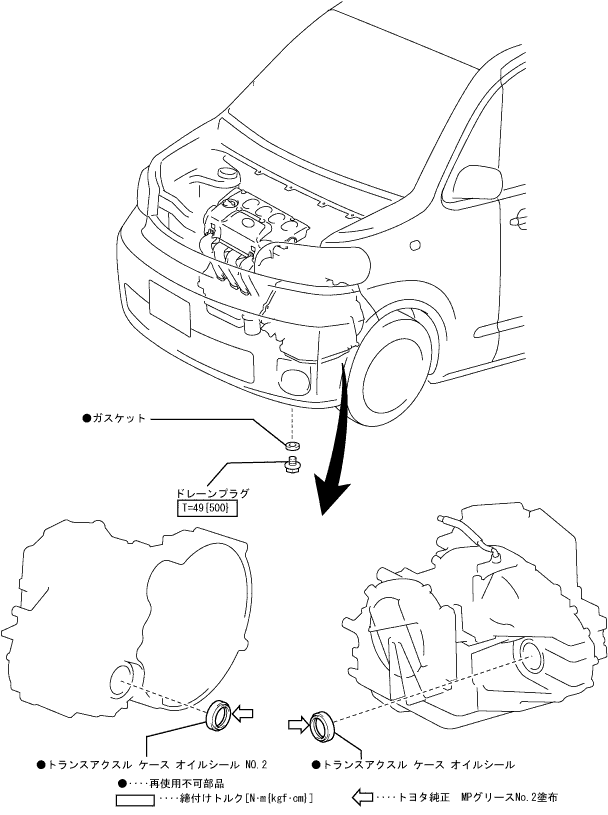 ●ガスケット
ドレーンプラグ
T=49{500}
●トランスアクスル ケース オイルシール NO.2
●トランスアクスル ケース オイルシール
●････再使用不可部品
････締付けトルク[N･m{kgf･cm}]
････トヨタ純正 MPグリースNo.2塗布